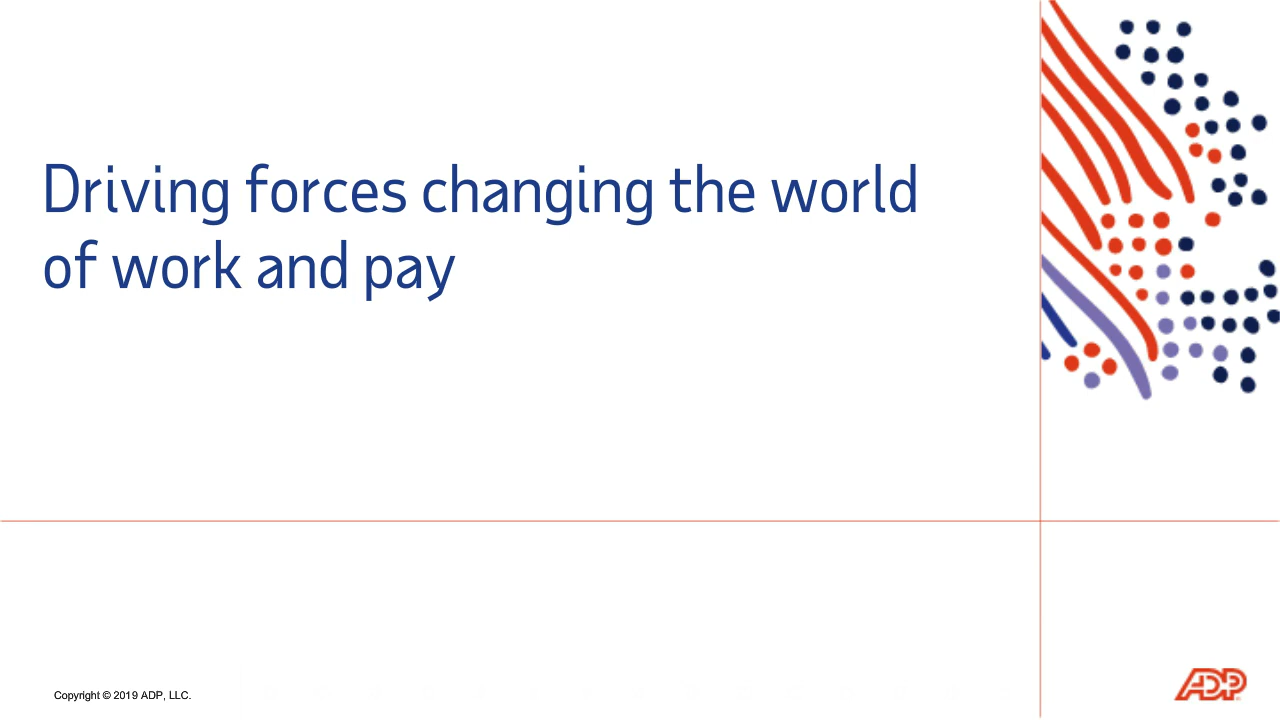 Driving forces changing the world
of work and pay
Copyright © 2019 ADP, LLC.
ADP